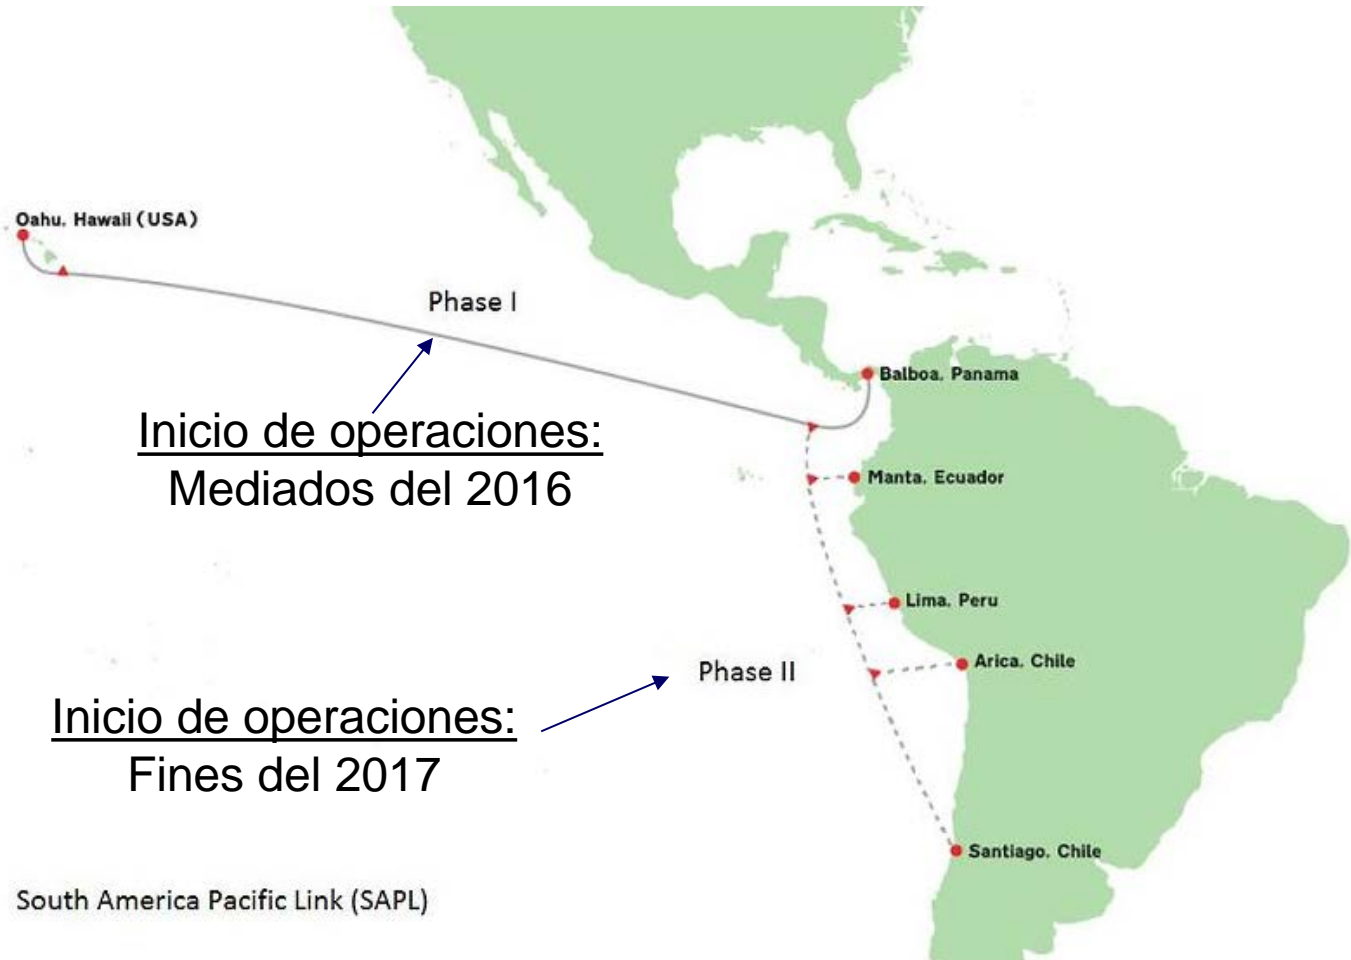 Oahu. Hawaii (USA)
Phase I
Balboa. Panama
Inicio de operaciones:
Mediados del 2016
Manta. Ecuador
Lima. Peru
Arica. Chile
Phase II
Inicio de operaciones:
Fines del 2017
Santiago. Chile
South America Pacific Link (SAPL)